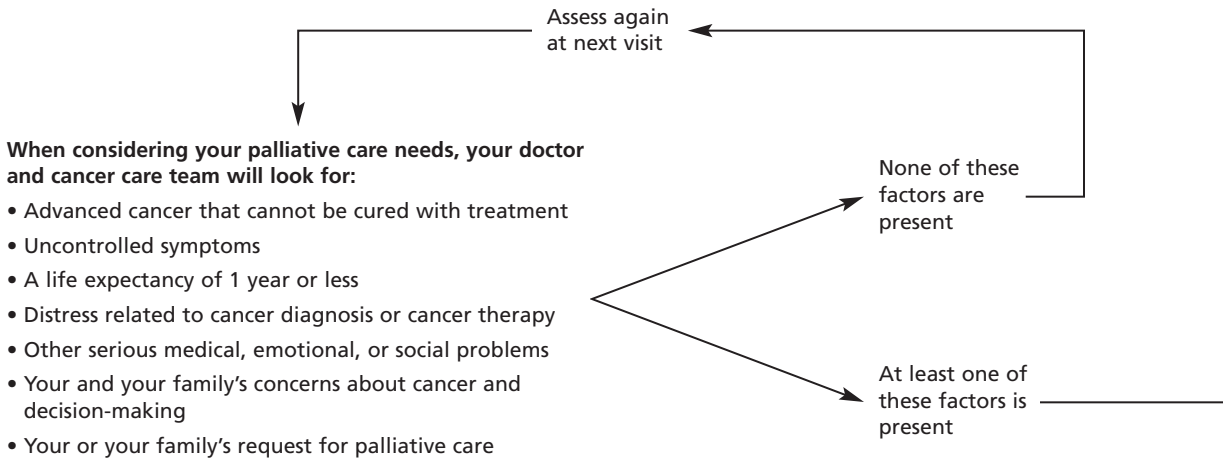 Assess again
at next visit
When considering your palliative care needs, your doctor
and cancer care team will look for:
• Advanced cancer that cannot be cured with treatment
• Uncontrolled symptoms
• A life expectancy of 1 year or less
• Distress related to cancer diagnosis or cancer therapy
• Other serious medical, emotional, or social problems
• Your and your family’s concerns about cancer and
decision-making
• Your or your family’s request for palliative care
None of these
factors are
present
At least one of
these factors is
present